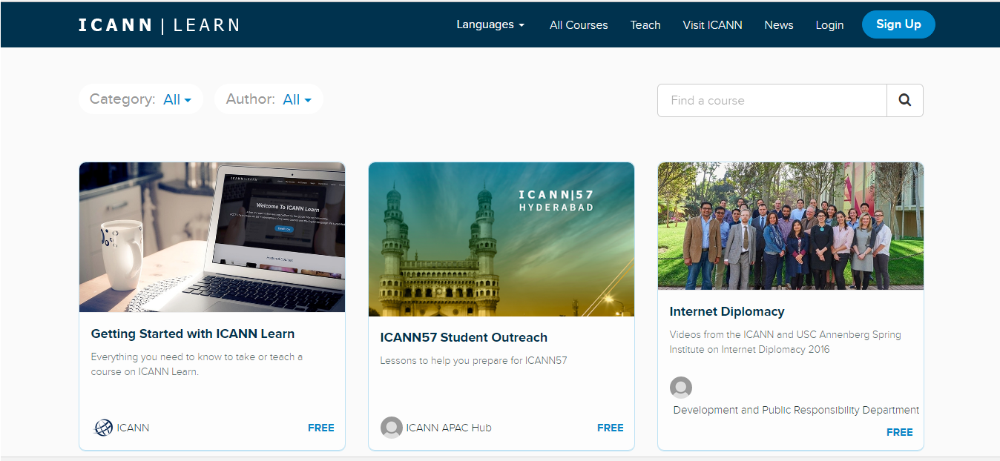 ICANN | LEARN
Languages
All Courses
Teach
Visit ICANN
News
Login
Sign Up
Category: All
Author: All
Find a course
ICANN|LEARN
Welcome To ICANN Learn
Featured Courses
ICANN|57
HYDERABAD
Getting Started with ICANN Learn
Everything you need to know to take or teach a
course on ICANN Learn.
ICANN
FREE
ICANN57 Student Outreach
Lessons to help you prepare for ICANN57
ICANN APAC Hub
FREE
Internet Diplomacy
Videos from the ICANN and USC Annenberg Spring
Institute on Internet Diplomacy 2016
Development and Public Responsibility Department
FREE